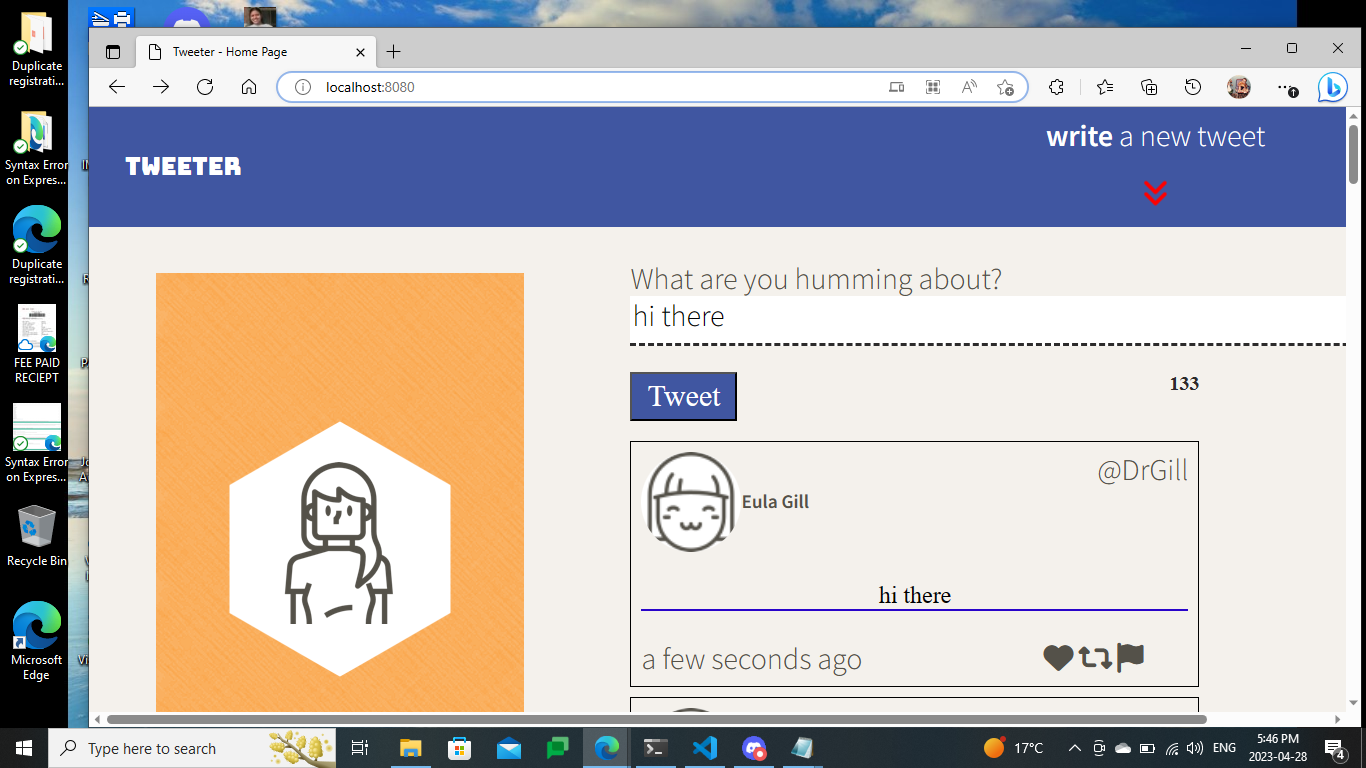 Duplicate
registrati...
Syntax Error
on Expres...
Duplicate
registrati...
FEE PAID
RECIEPT
Syntax Error
on Expres...
Recycle Bin
Microsoft
Edge
Tweeter - Home Page
localhost:8080
TWEETER
write a new tweet
What are you humming about?
hi there
Tweet
133
@DrGill
Eula Gill
hi there
a few seconds ago
Type here to search
17°C
ENG
5:46 PM
2023-04-28
4